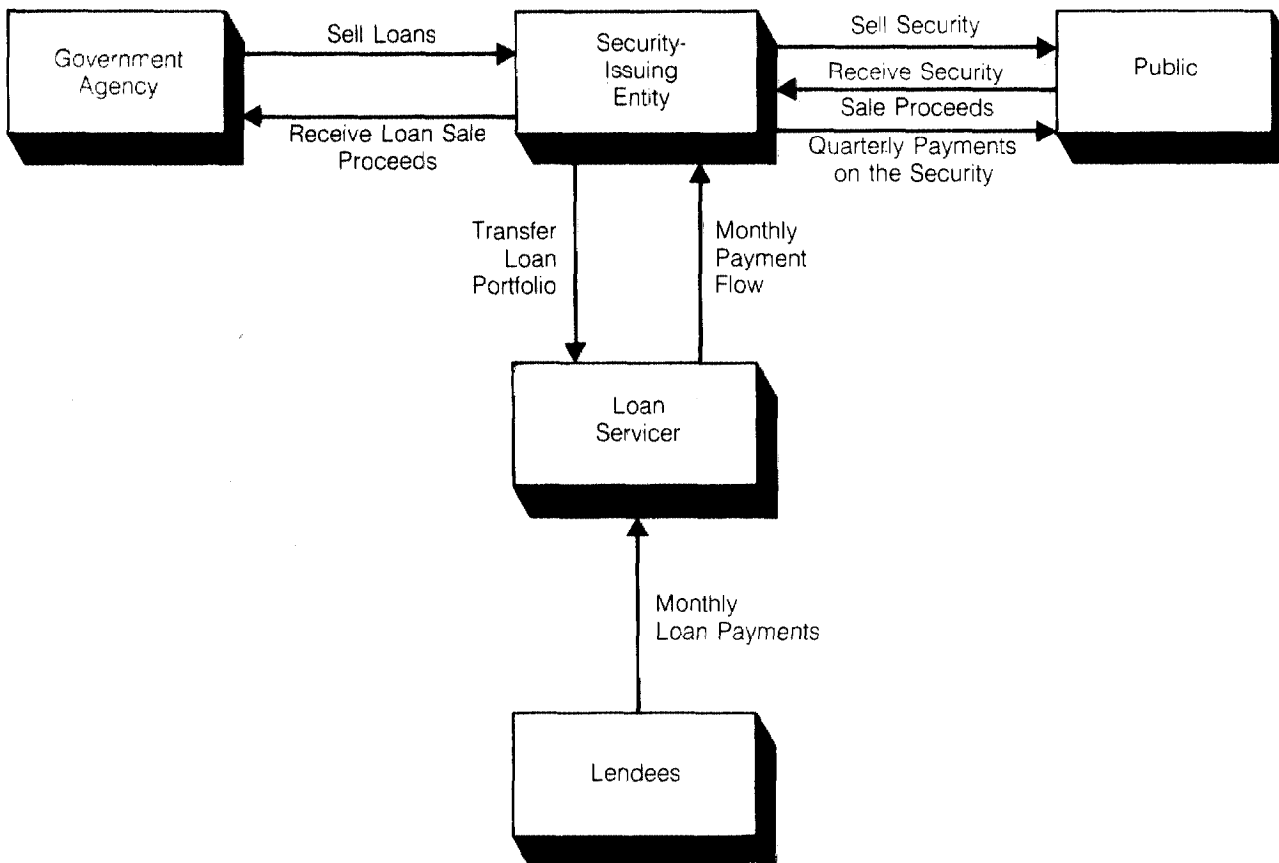 Government
Agency
Sell Loans
Receive Loan Sale
Proceeds
Security-
Issuing
Entity
Sell Security
Receive Security
Sale Proceeds
Quarterly Payments
on the Security
Public
Transfer
Loan
Portfolio
Monthly
Payment
Flow
Loan
Servicer
Monthly
Loan Payments
Lendees